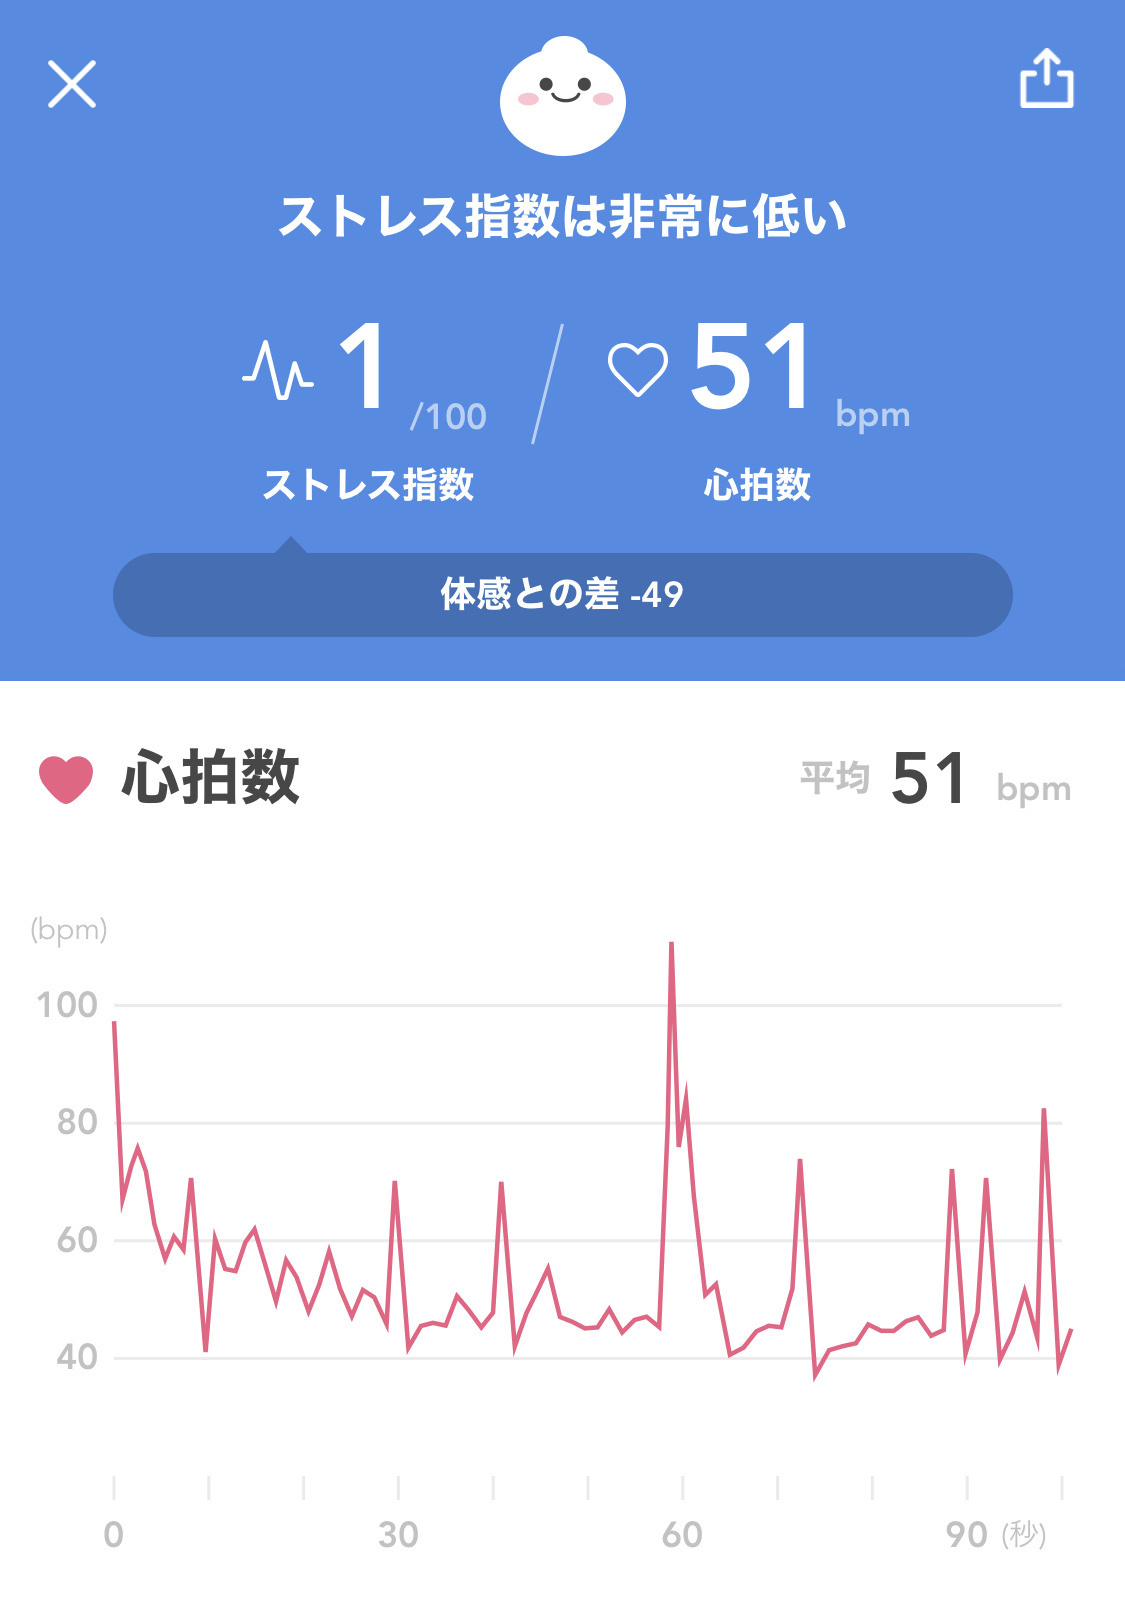 ストレス指数は非常に低い
1 /100
51 bpm
ストレス指数
心拍数
体感との差 -49
心拍数
平均 51 bpm
(bpm)
100
80
60
40
0 30 60 90 (秒)